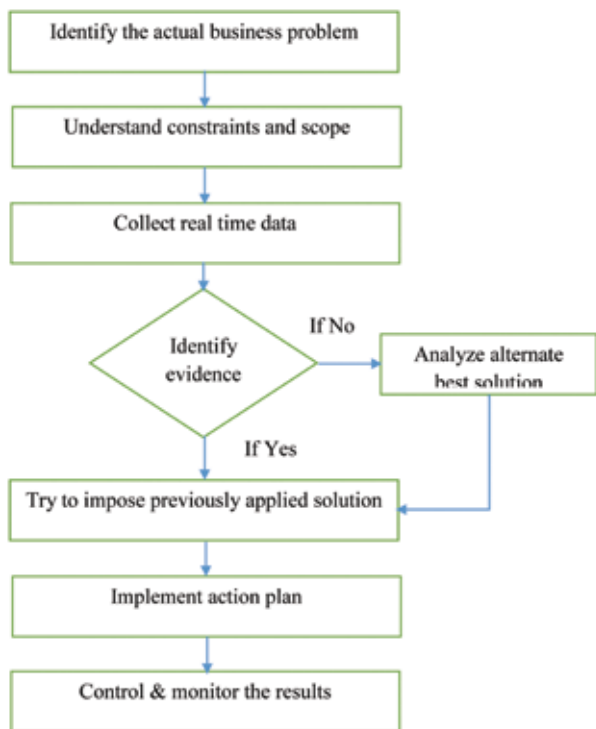 Identify the actual business problem
Understand constraints and scope
Collect real time data
If No
Identify
evidence
Analyze alternate
best solution
If Yes
Try to impose previously applied solution
Implement action plan
Control & monitor the results